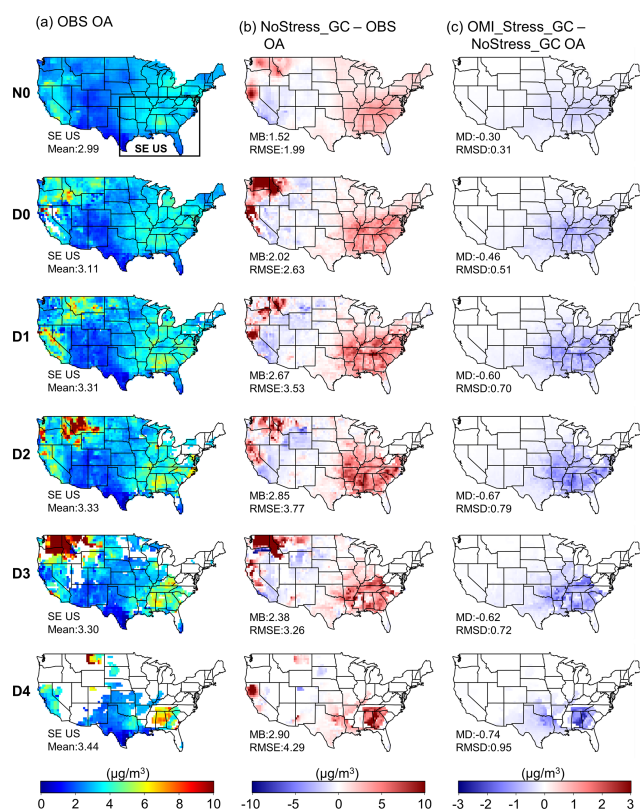 (a) OBS OA
(b) NoStress_GC – OBS
OA
(c) OMI_Stress_GC –
NoStress_GC OA
N0
SE US
Mean:2.99
SE US
MB:1.52
RMSE:1.99
MD:-0.30
RMSD:0.31
D0
SE US
Mean:3.11
MB:2.02
RMSE:2.63
MD:-0.46
RMSD:0.51
D1
SE US
Mean:3.31
MB:2.67
RMSE:3.53
MD:-0.60
RMSD:0.70
D2
SE US
Mean:3.33
MB:2.85
RMSE:3.77
MD:-0.67
RMSD:0.79
D3
SE US
Mean:3.30
MB:2.38
RMSE:3.26
MD:-0.62
RMSD:0.72
D4
SE US
Mean:3.44
MB:2.90
RMSE:4.29
MD:-0.74
RMSD:0.95
(µg/m³)
(µg/m³)
(µg/m³)
0 2 4 6 8 10
-10 -5 0 5 10
-3 -2 -1 0 1 2 3